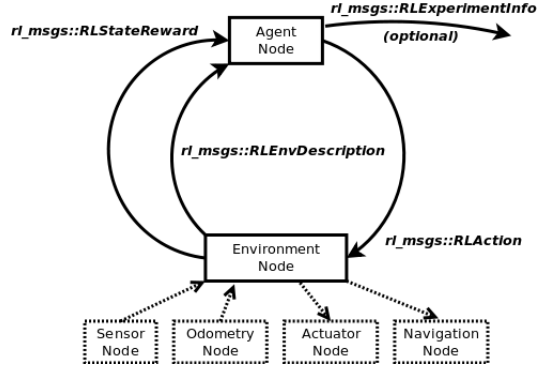 rl_msgs::RLExperimentInfo
(optional)
rl_msgs::RLStateReward
Agent
Node
rl_msgs::RLEnvDescription
rl_msgs::RLAction
Environment
Node
Sensor
Node
Odometry
Node
Actuator
Node
Navigation
Node